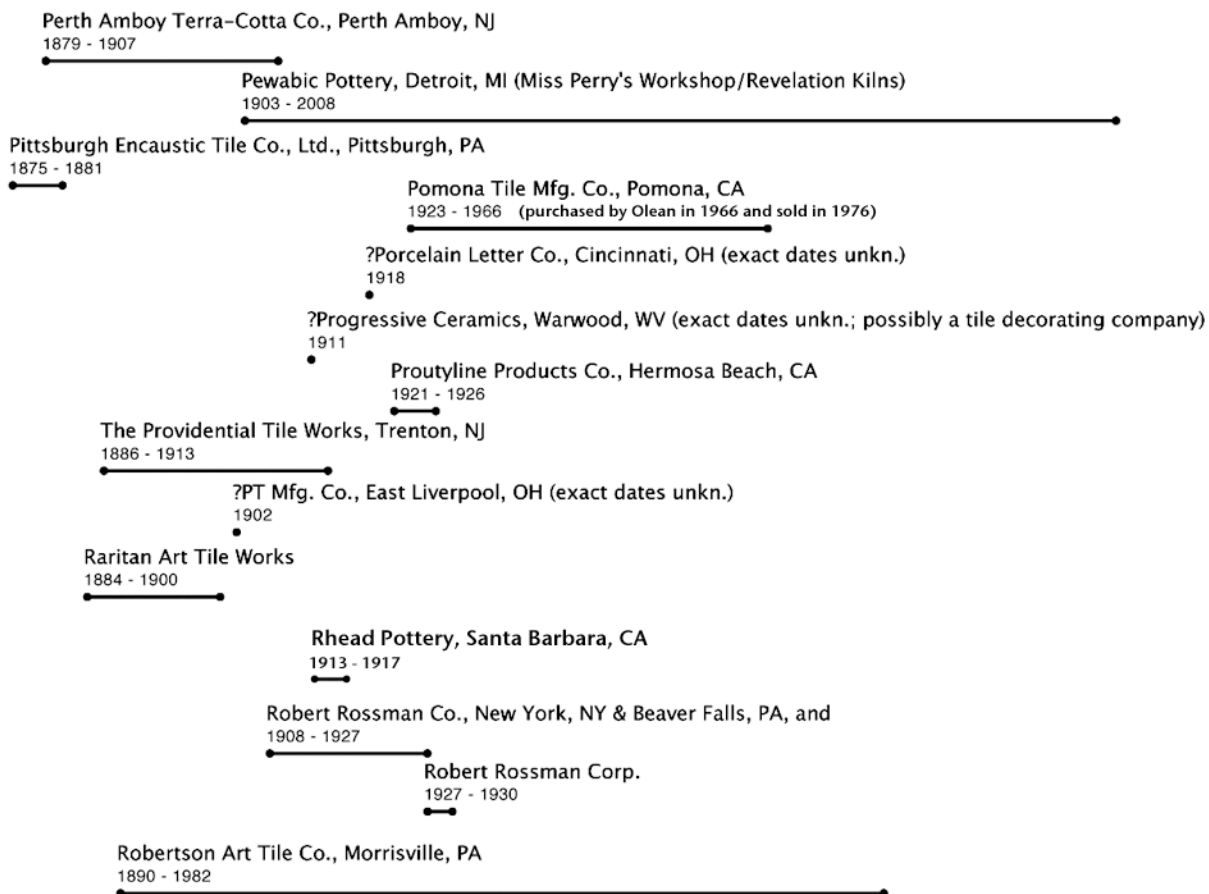 Perth Amboy Terra-Cotta Co., Perth Amboy, NJ
1879 - 1907
Pewabic Pottery, Detroit, MI (Miss Perry's Workshop/Revelation Kilns)
1903 - 2008
Pittsburgh Encaustic Tile Co., Ltd., Pittsburgh, PA
1875 - 1881
Pomona Tile Mfg. Co., Pomona, CA
1923 - 1966 (purchased by Olean in 1966 and sold in 1976)
?Porcelain Letter Co., Cincinnati, OH (exact dates unkn.)
1918
?Progressive Ceramics, Warwood, WV (exact dates unkn.; possibly a tile decorating company)
1911
Proutyline Products Co., Hermosa Beach, CA
1921 - 1926
The Providential Tile Works, Trenton, NJ
1886 - 1913
?PT Mfg. Co., East Liverpool, OH (exact dates unkn.)
1902
Raritan Art Tile Works
1884 - 1900
Rhead Pottery, Santa Barbara, CA
1913 - 1917
Robert Rossman Co., New York, NY & Beaver Falls, PA, and
1908 - 1927
Robert Rossman Corp.
1927 - 1930
Robertson Art Tile Co., Morrisville, PA
1890 - 1982